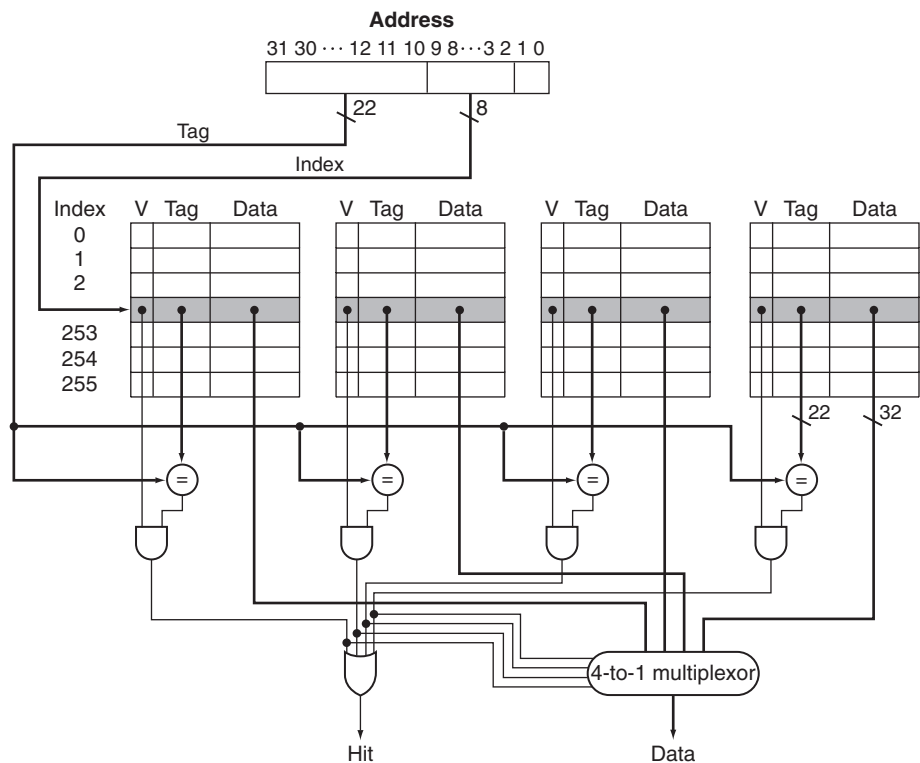 Address
31 30 ··· 12 11 10 9 8 ··· 3 2 1 0
22
8
Tag
Index
Index V Tag Data V Tag Data V Tag Data V Tag Data
0
1
2
253
254
255
22
32
= = = =
4-to-1 multiplexor
Hit
Data